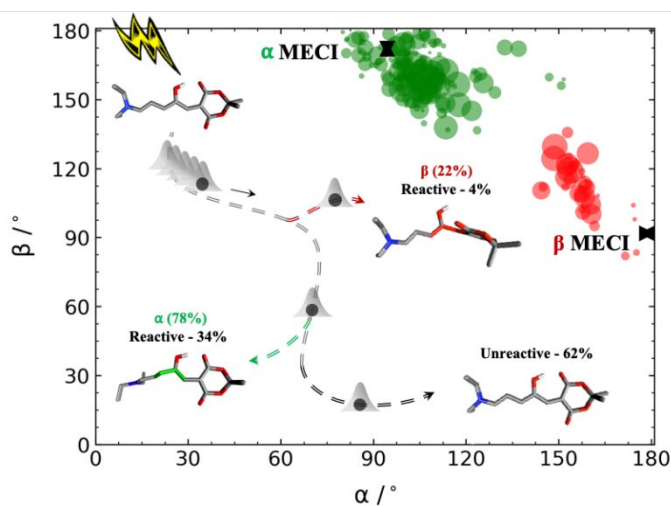 180
150
120
90
60
30
0
β / °
α MECI
β (22%)
Reactive - 4%
β MECI
α (78%)
Reactive - 34%
Unreactive - 62%
0 30 60 90 120 150 180
α / °